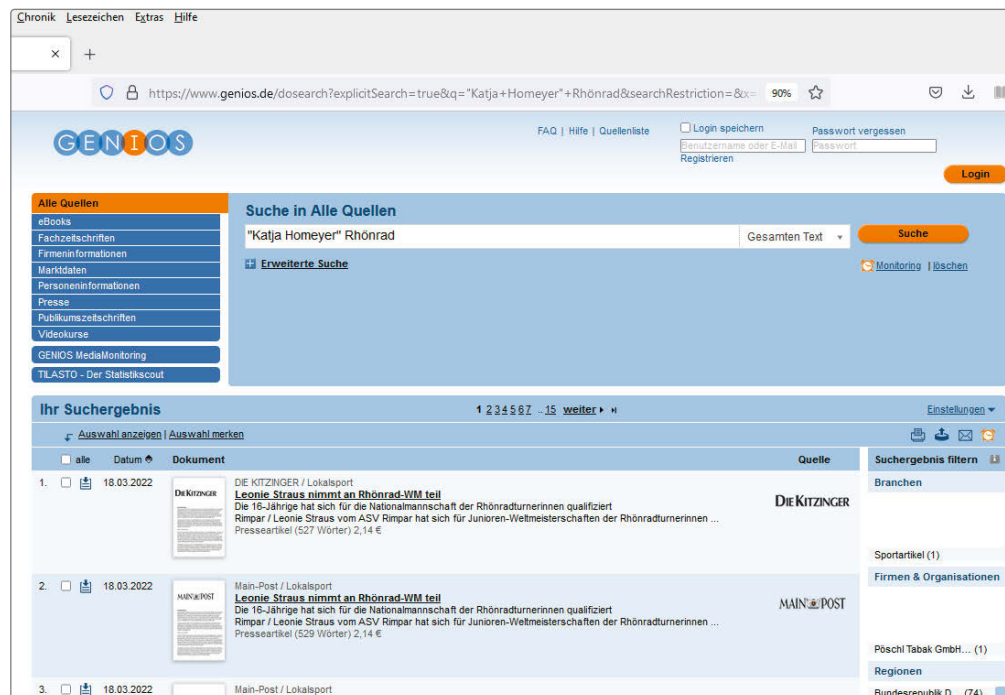 Chronik Lesezeichen Extras Hilfe
× +
https://www.genios.de/dosearch?explicitSearch=true&q="Katja+Homeyer"+Rhönrad&searchRestriction=&x= 90%
GENIOS
FAQ | Hilfe | Quellenliste
Login speichern Passwort vergessen
Benutzername oder E-Mail Passwort
Registrieren
Login
Alle Quellen
eBooks
Fachzeitschriften
Firmeninformationen
Marktdaten
Personeninformationen
Presse
Publikumszeitschriften
Videokurse
GENIOS MediaMonitoring
TILASTO - Der Statistikscout
Suche in Alle Quellen
"Katja Homeyer" Rhönrad Gesamten Text Suche
Erweiterte Suche Monitoring | löschen
Ihr Suchergebnis 1 2 3 4 5 6 7 .. 15 weiter Einstellungen
Auswahl anzeigen | Auswahl merken
alle Datum Dokument Quelle Suchergebnis filtern
1. 18.03.2022 DIE KITZINGER / Lokalsport
Leonie Straus nimmt an Rhönrad-WM teil
Die 16-Jährige hat sich für die Nationalmannschaft der Rhönradturnerinnen qualifiziert
Rimpar / Leonie Straus vom ASV Rimpar hat sich für Junioren-Weltmeisterschaften der Rhönradturnerinnen ...
Presseartikel (527 Wörter) 2,14 €
DIE KITZINGER
DIE KITZINGER
Branchen
Sportartikel (1)
Firmen & Organisationen
2. 18.03.2022 Main-Post / Lokalsport
Leonie Straus nimmt an Rhönrad-WM teil
Die 16-Jährige hat sich für die Nationalmannschaft der Rhönradturnerinnen qualifiziert
Rimpar / Leonie Straus vom ASV Rimpar hat sich für Junioren-Weltmeisterschaften der Rhönradturnerinnen ...
Presseartikel (529 Wörter) 2,14 €
MAIN POST
MAIN POST
Pöschl Tabak GmbH... (1)
Regionen
3. 18.03.2022 Main-Post / Lokalsport
Bundesrepublik D... (74)